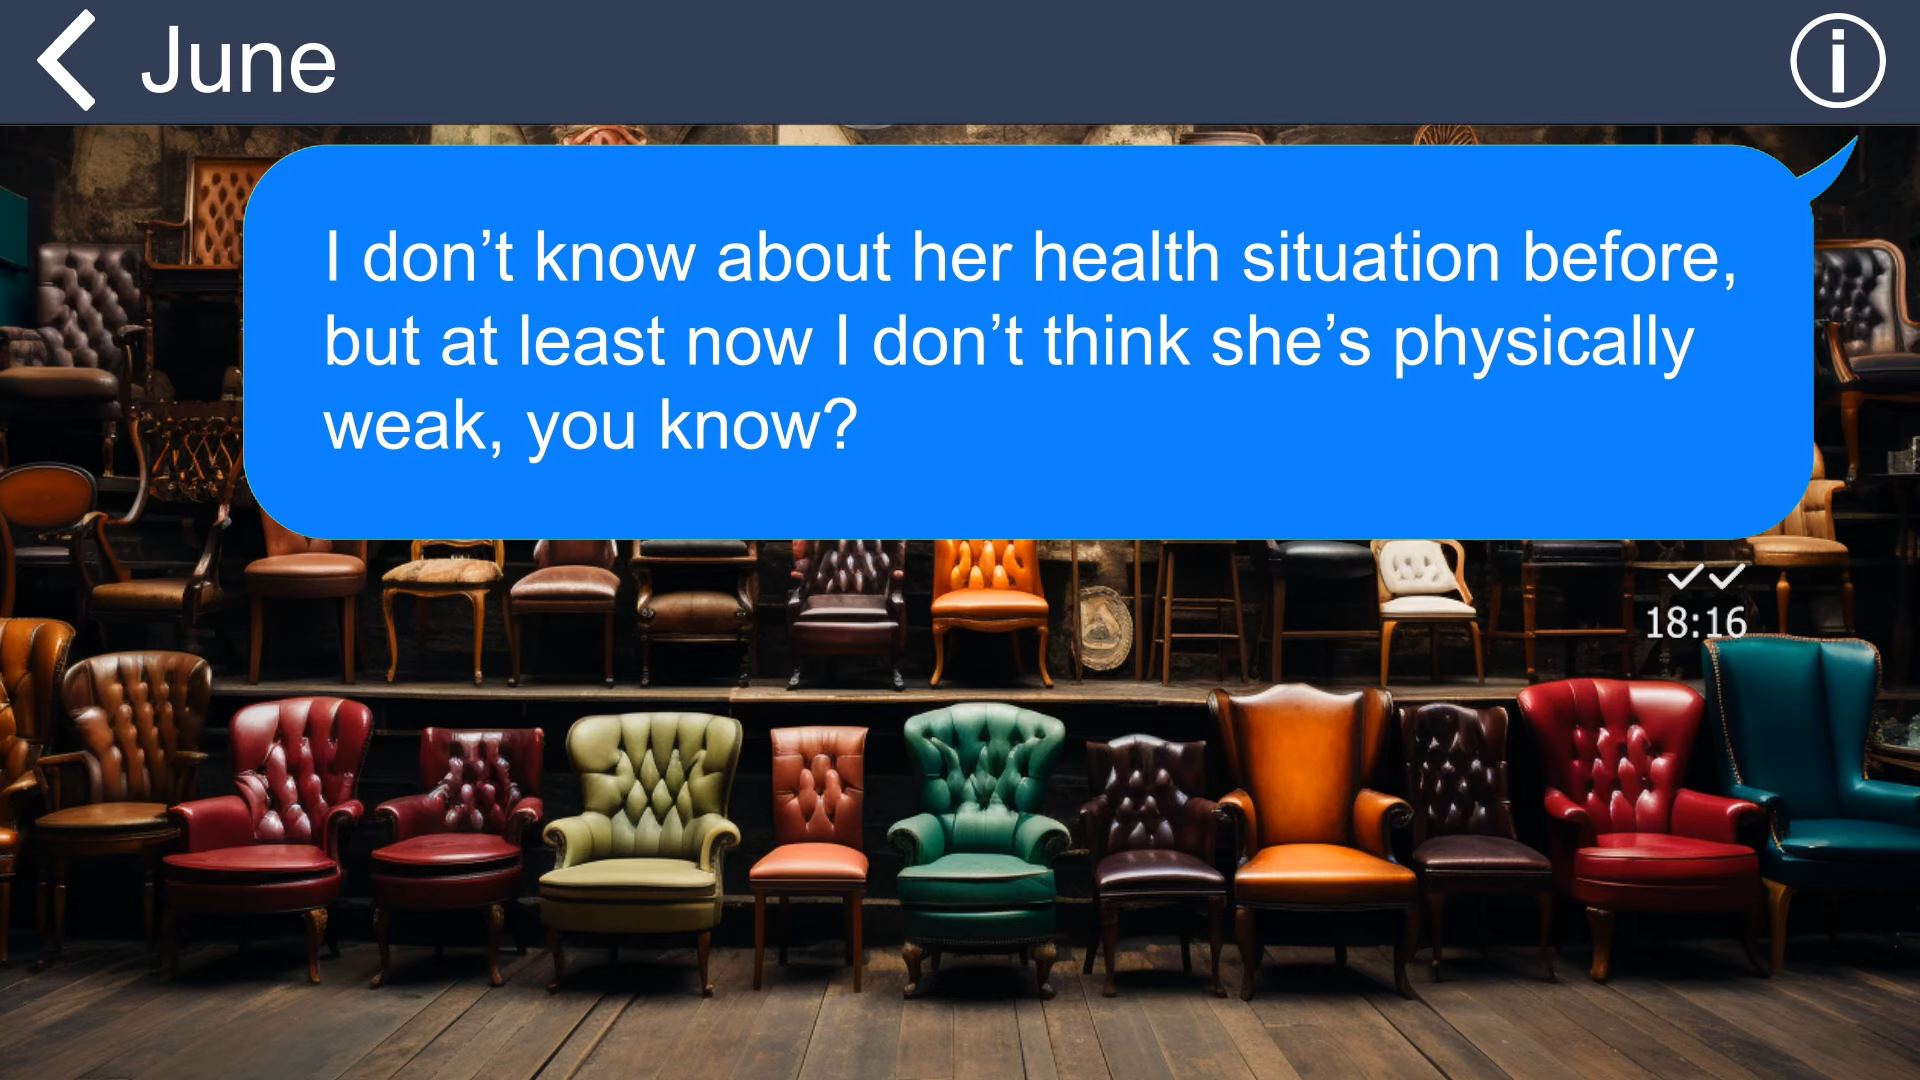 June
I don’t know about her health situation before,
but at least now I don’t think she’s physically
weak, you know?
18:16